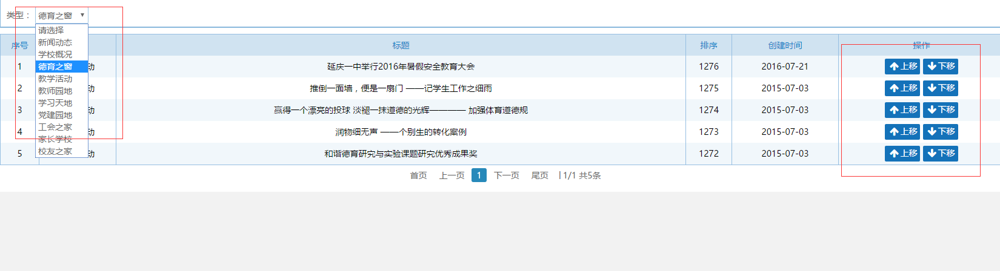 类型： 德育之窗
请选择
新闻动态
学校概况
德育之窗
教学活动
教师园地
学习天地
党建园地
工会之家
家长学校
校友之家
序号 标题 排序 创建时间 操作
1 动 延庆一中举行2016年暑假安全教育大会 1276 2016-07-21 上移 下移
2 动 推倒一面墙，便是一扇门 ——记学生工作之细雨 1275 2015-07-03 上移 下移
3 动 赢得一个漂亮的投球 淡褪一抹道德的光辉———— 加强体育道德规 1274 2015-07-03 上移 下移
4 动 润物细无声 ——个别生的转化案例 1273 2015-07-03 上移 下移
5 动 和谐德育研究与实验课题研究优秀成果奖 1272 2015-07-03 上移 下移
首页 上一页 1 下一页 尾页 | 1/1 共5条